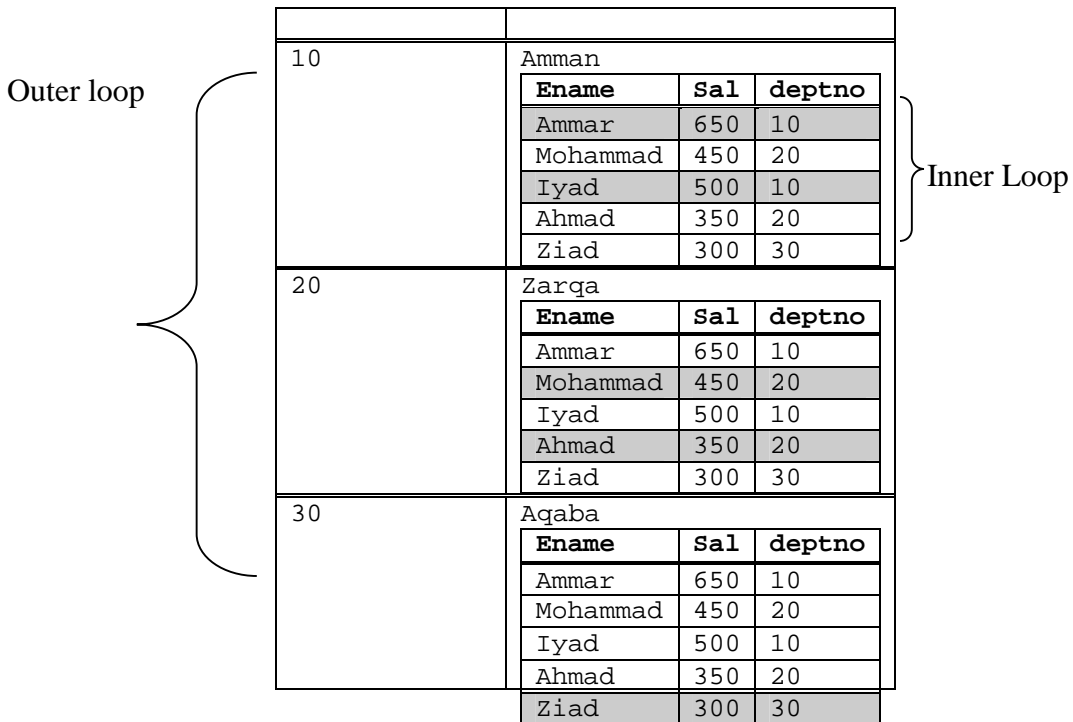 Outer loop
10 Amman
Ename Sal deptno
Ammar 650 10
Mohammad 450 20
Iyad 500 10
Ahmad 350 20
Ziad 300 30
Inner Loop
20 Zarqa
Ename Sal deptno
Ammar 650 10
Mohammad 450 20
Iyad 500 10
Ahmad 350 20
Ziad 300 30
30 Aqaba
Ename Sal deptno
Ammar 650 10
Mohammad 450 20
Iyad 500 10
Ahmad 350 20
Ziad 300 30